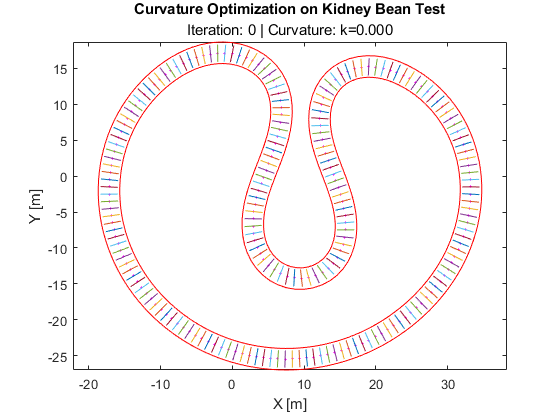 Curvature Optimization on Kidney Bean Test
Iteration: 0 | Curvature: k=0.000
15
10
5
0
-5
-10
-15
-20
-25
Y [m]
-20 -10 0 10 20 30
X [m]